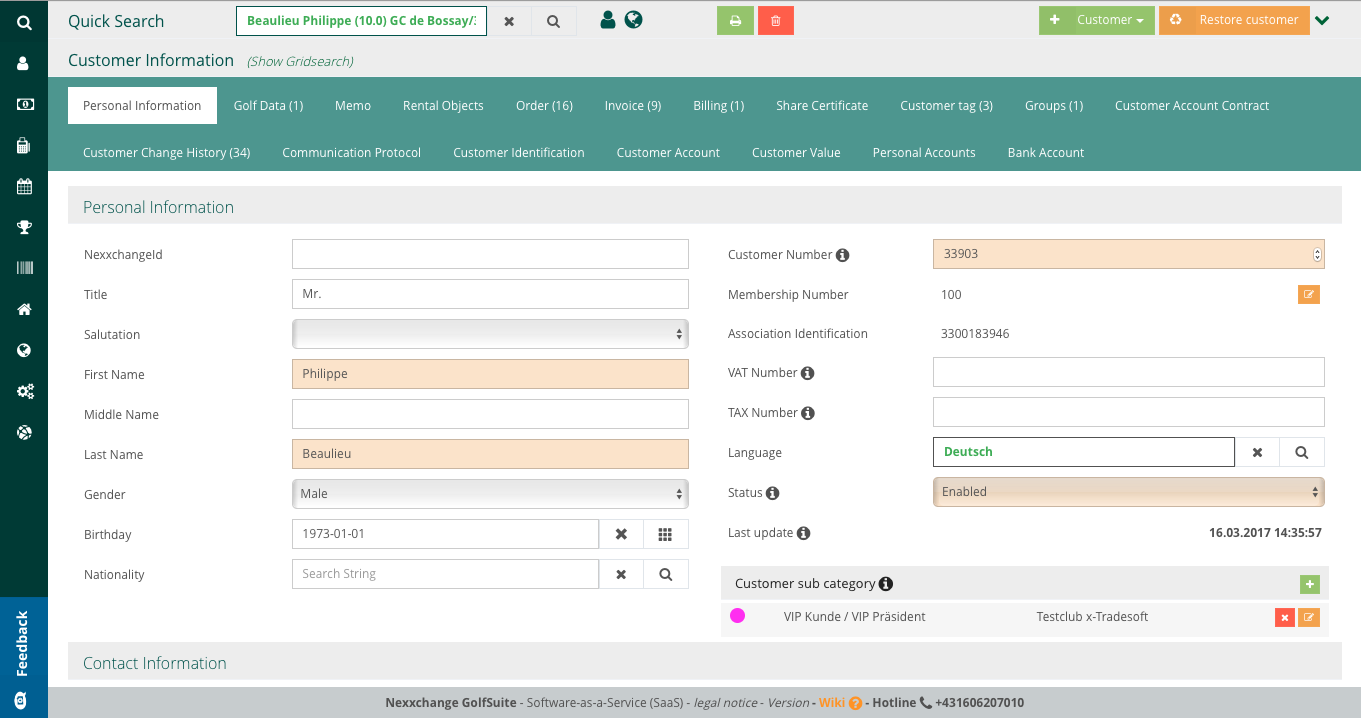 Quick Search
Beaulieu Philippe (10.0) GC de Bossay/
Customer
Restore customer
Customer Information (Show Gridsearch)
Personal Information
Golf Data (1)
Memo
Rental Objects
Order (16)
Invoice (9)
Billing (1)
Share Certificate
Customer tag (3)
Groups (1)
Customer Account Contract
Customer Change History (34)
Communication Protocol
Customer Identification
Customer Account
Customer Value
Personal Accounts
Bank Account
Personal Information
NexxchangeId
Title
Mr.
Salutation
First Name
Philippe
Middle Name
Last Name
Beaulieu
Gender
Male
Birthday
1973-01-01
Nationality
Search String
Customer Number
33903
Membership Number
100
Association Identification
3300183946
VAT Number
TAX Number
Language
Deutsch
Status
Enabled
Last update
16.03.2017 14:35:57
Customer sub category
VIP Kunde / VIP Präsident
Testclub x-Tradesoft
Contact Information
Feedback
Nexxchange GolfSuite - Software-as-a-Service (SaaS) - legal notice - Version - Wiki - Hotline +431606207010